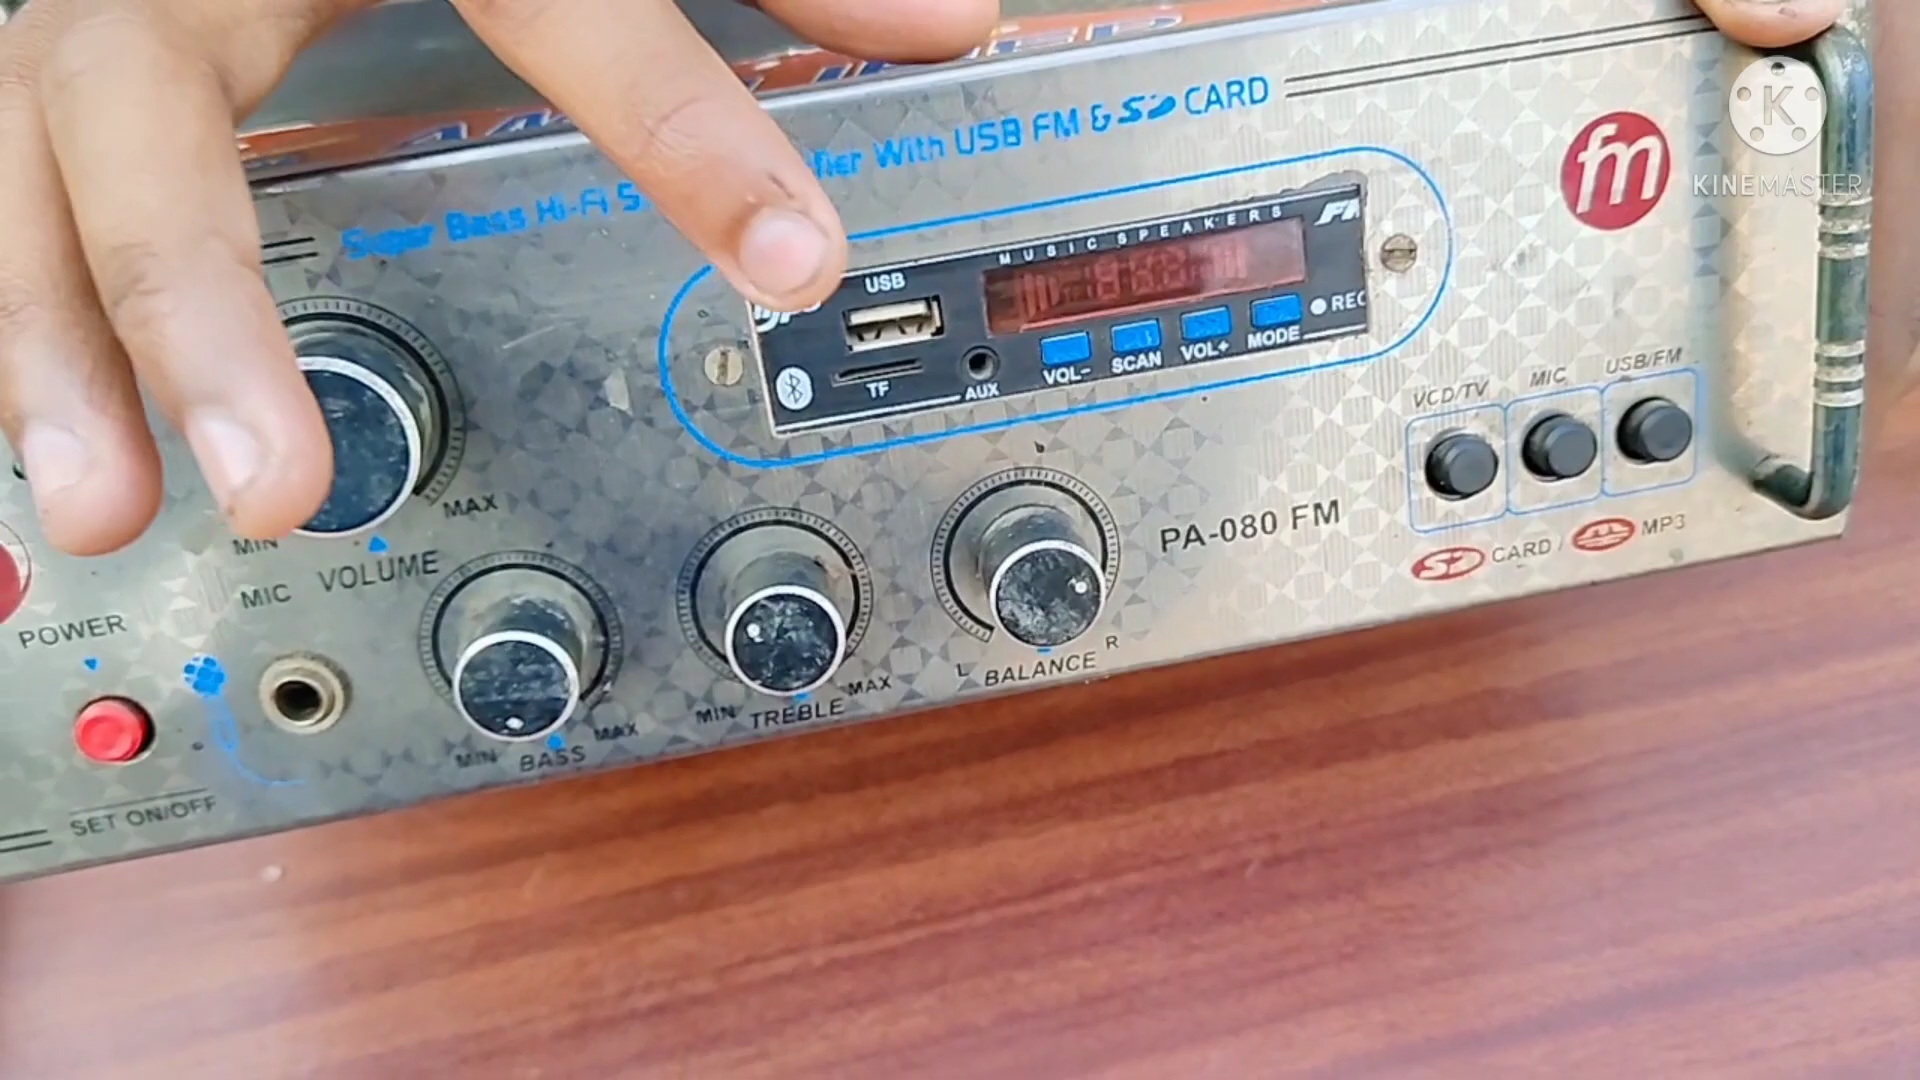 Super Bass Hi-Fi S
With USB FM & SD CARD
fm
KINEMASTER
K
MUSIC SPEAKERS
USB
TF
AUX
VOL-
SCAN
VOL+
MODE
REC
VCD/TV
MIC
USB/FM
MIN
MAX
VOLUME
MIC
PA-080 FM
SD CARD / MP3
POWER
MIN
BASS
MAX
MIN
TREBLE
MAX
L
BALANCE
R
SET ON/OFF